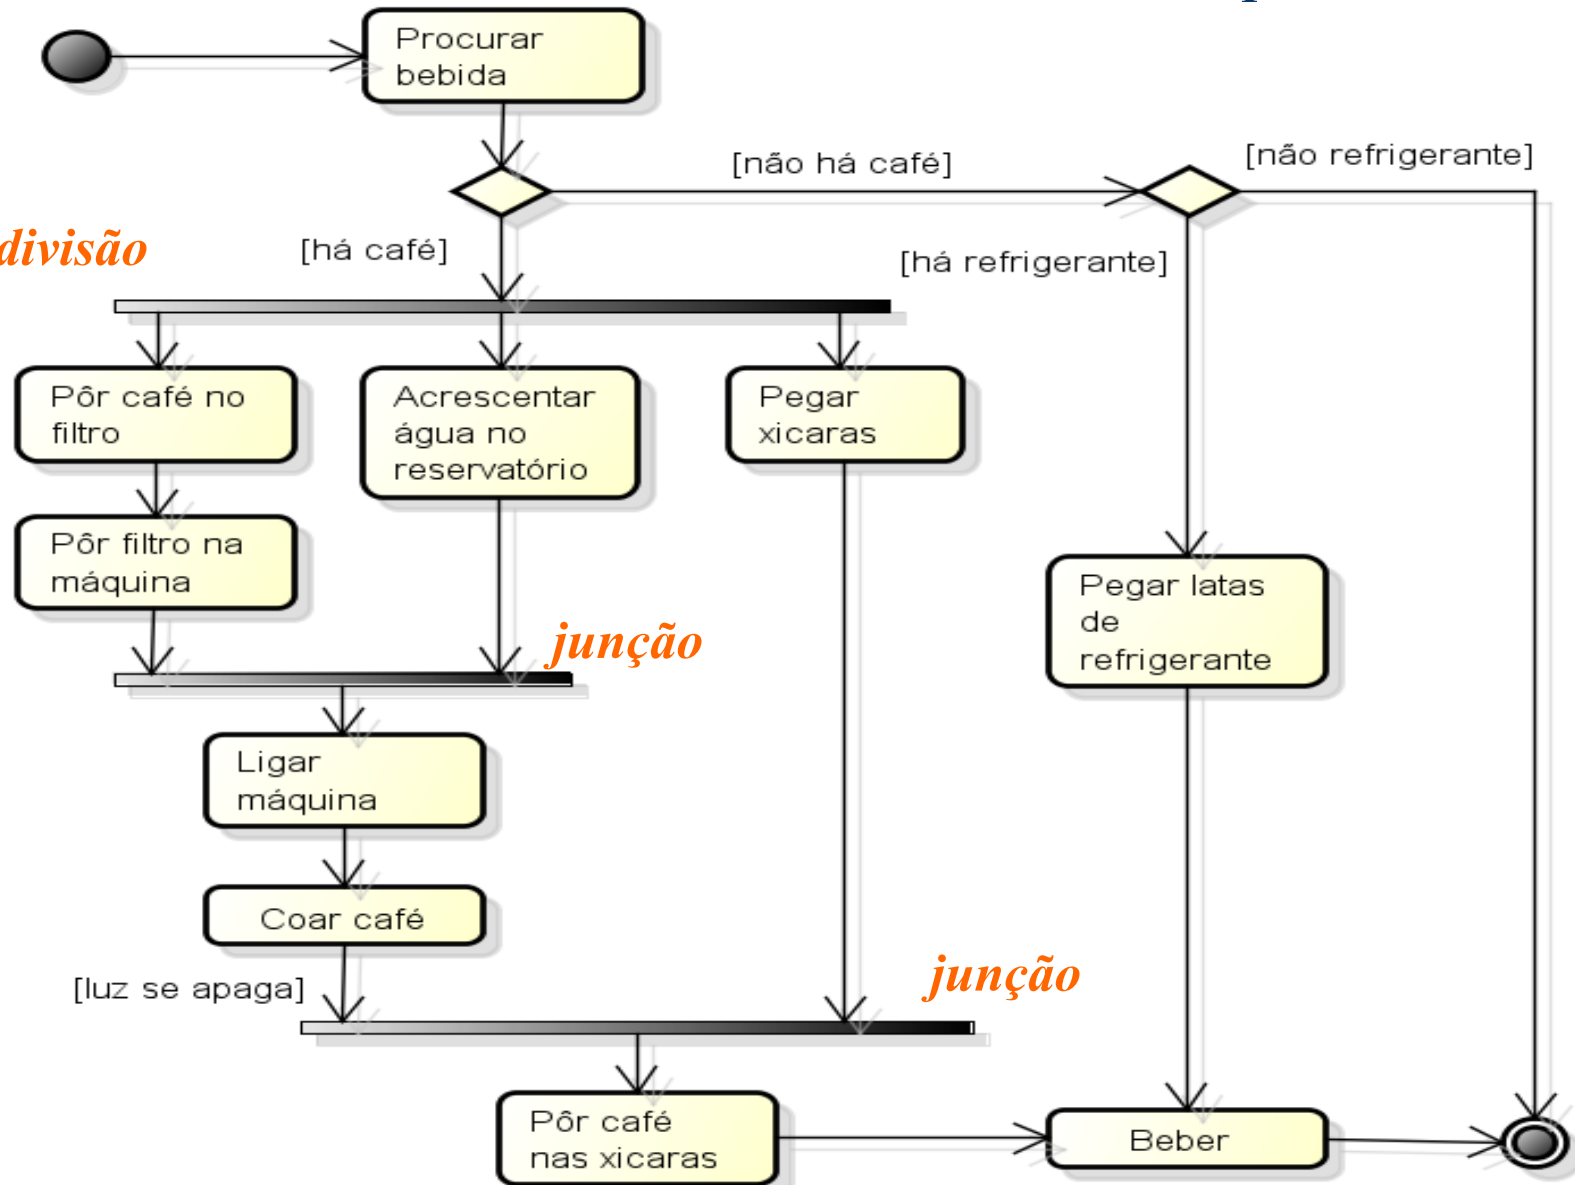 Procurar
bebida
[não há café]
[não refrigerante]
divisão
[há café]
[há refrigerante]
Pôr café no
filtro
Acrescentar
água no
reservatório
Pegar
xicaras
Pôr filtro na
máquina
Pegar latas
de
refrigerante
junção
Ligar
máquina
Coar café
[luz se apaga]
junção
Pôr café
nas xicaras
Beber